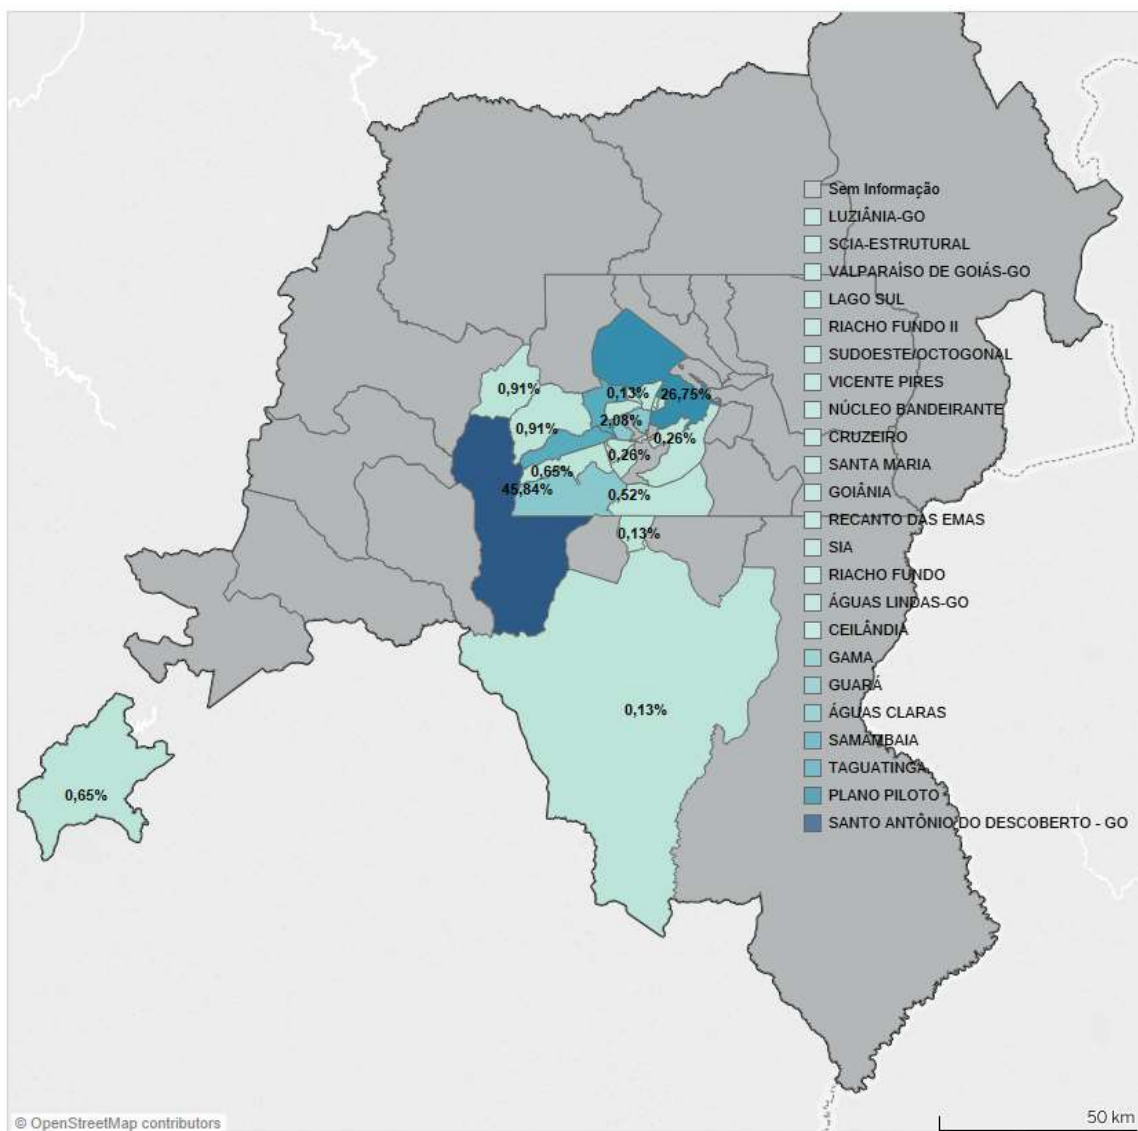 Sem Informação
LUZIÂNIA-GO
SCIA-ESTRUTURAL
VALPARAÍSO DE GOIÁS-GO
LAGO SUL
RIACHO FUNDO II
SUDOESTE/OCTOGONAL
VICENTE PIRES
NÚCLEO BANDEIRANTE
CRUZEIRO
SANTA MARIA
GOIÂNIA
RECANTO DAS EMAS
SIA
RIACHO FUNDO
ÁGUAS LINDAS-GO
CEILÂNDIA
GAMA
GUARÁ
ÁGUAS CLARAS
SAMAMBAIA
TAGUATINGA
PLANO PILOTO
SANTO ANTÔNIO DO DESCOBERTO - GO
0,91%
0,13%
26,75%
0,91%
2,08%
0,26%
0,26%
0,65%
45,84%
0,52%
0,13%
0,13%
0,65%
© OpenStreetMap contributors
50 km